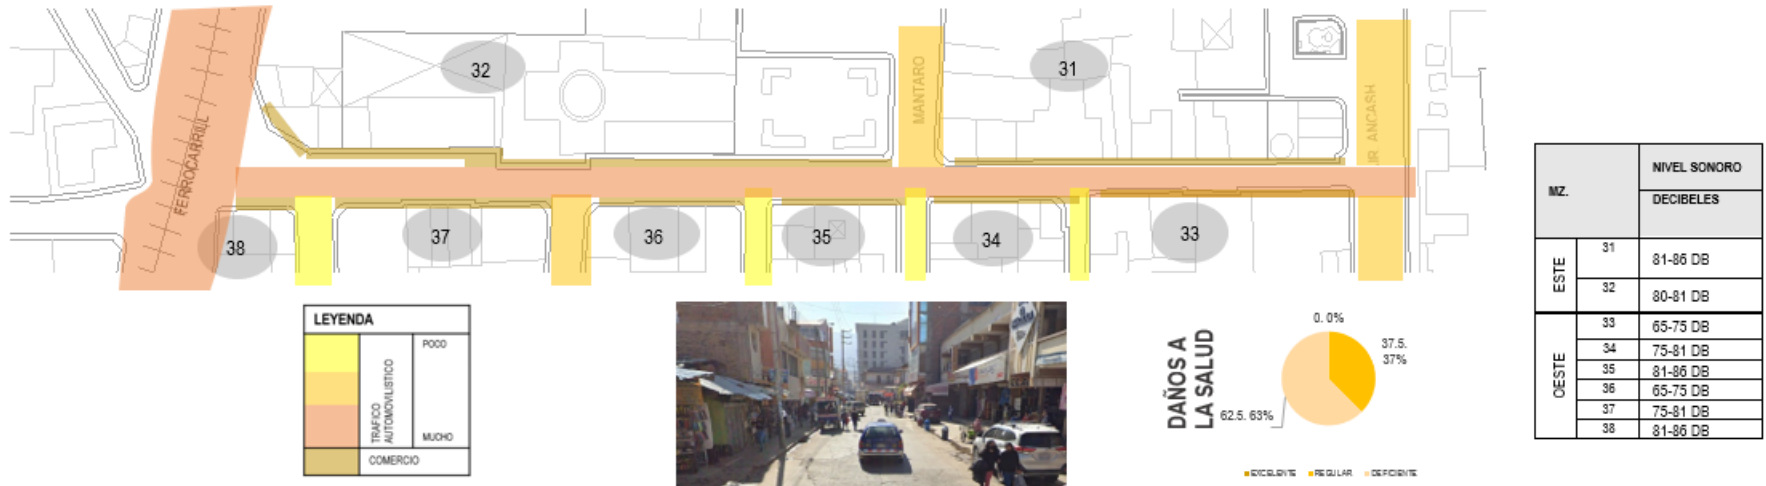 32
31
MANTARO
JR ANCASH
FERROCARRIL
38
37
36
35
34
33
LEYENDA
TRAFICO
AUTOMOVILISTICO
POCO
MUCHO
COMERCIO
DAÑOS A
LA SALUD
0. 0%
37.5.
37%
62.5. 63%
EXCELENTE REGULAR DEFICIENTE
MZ. NIVEL SONORO
DECIBELES
ESTE
31 81-86 DB
32 80-81 DB
OESTE
33 65-75 DB
34 75-81 DB
35 81-86 DB
36 65-75 DB
37 75-81 DB
38 81-86 DB